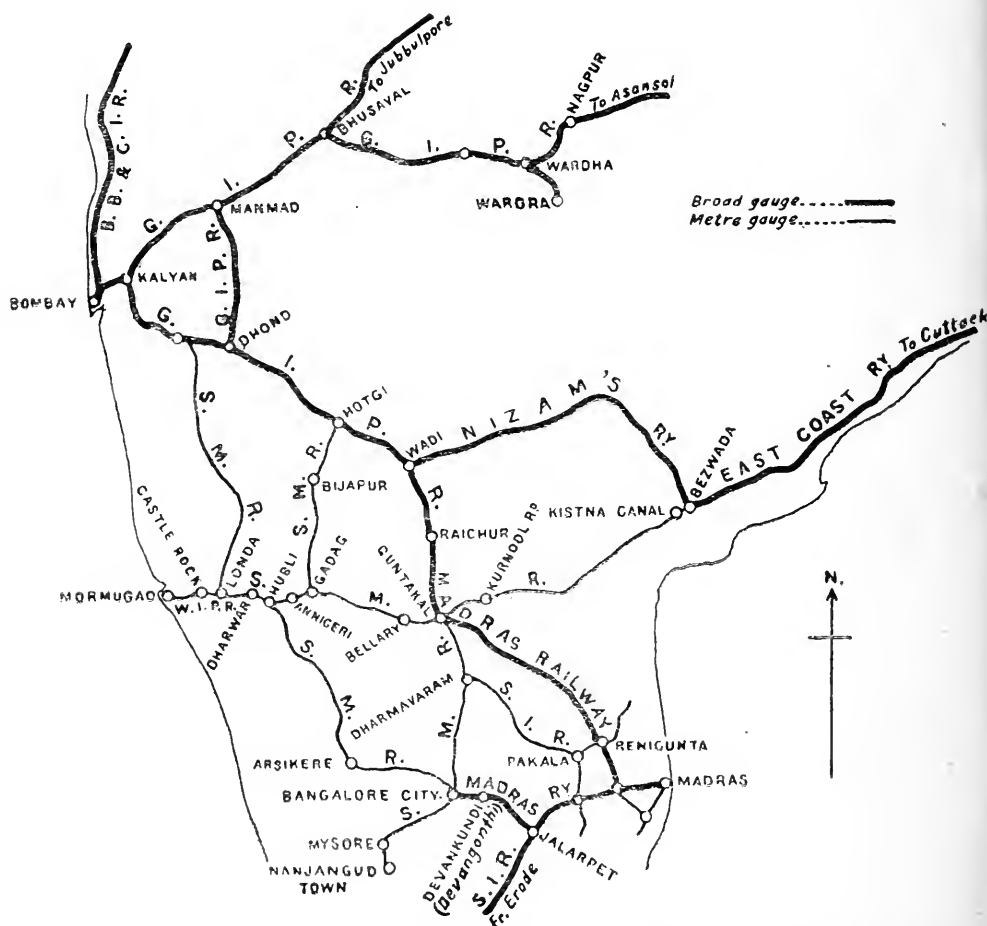 To Jubbulpore
BHUSAVAL
NAGPUR
To Asansol
WARDHA
WARORA
B. B. & C. I. R.
G. I. P. R.
G. I. P. R.
MANMAD
G. I. P. R.
KALYAN
BOMBAY
DHOND
Broad gauge
Metre gauge
G. I. P. R.
HOTGI
WADI
NIZAM'S RY
BEZWADA
EAST COAST RY.
To Cuttack
KISTNA CANAL
S. M. R.
S. M. R.
BIJAPUR
RAICHUR
CASTLE ROCK
LONDA
HUBLI
GADAG
GUNTAKAL
KURNOOL RD
MORMUGAO
W. I. P. R.
S. M. R.
DHARWAR
ANNIGERI
BELLARY
MADRAS RAILWAY
N.
S. M. R.
DHARMAVARAM
S. I. R.
R. M.
PAKALA
RENIGUNTA
ARSIKERE
BANGALORE CITY
MADRAS RY
MADRAS
S.
MYSORE
DEVANKUNDI
(Devangonthi)
JALARPET
NANJANGUD
TOWN
S. I. R.
Fr. Erode